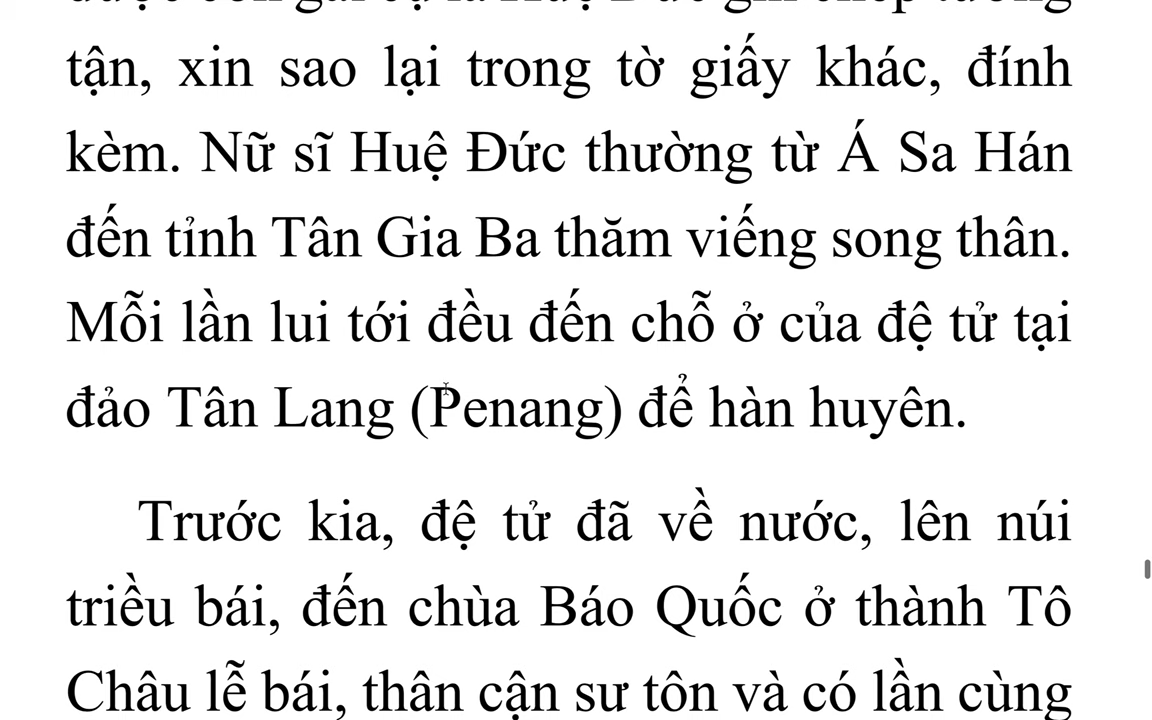 tận, xin sao lại trong tờ giấy khác, đính
kèm. Nữ sĩ Huệ Đức thường từ Á Sa Hán
đến tỉnh Tân Gia Ba thăm viếng song thân.
Mỗi lần lui tới đều đến chỗ ở của đệ tử tại
đảo Tân Lang (Penang) để hàn huyên.
Trước kia, đệ tử đã về nước, lên núi
triều bái, đến chùa Báo Quốc ở thành Tô
Châu lễ bái, thân cận sư tôn và có lần cùng